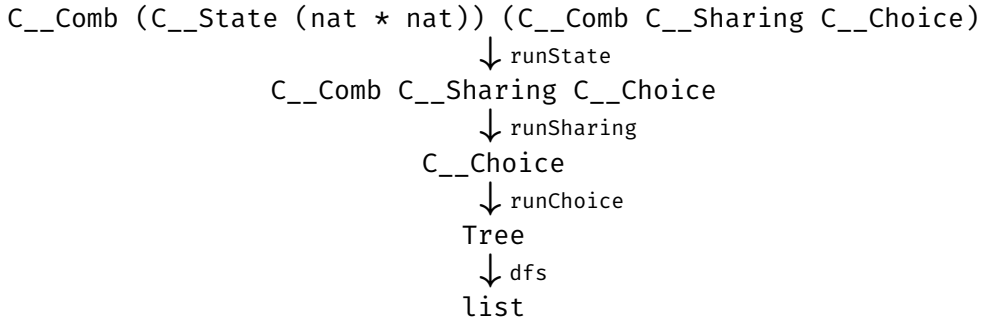 C__Comb (C__State (nat * nat)) (C__Comb C__Sharing C__Choice)
runState
C__Comb C__Sharing C__Choice
runSharing
C__Choice
runChoice
Tree
dfs
list